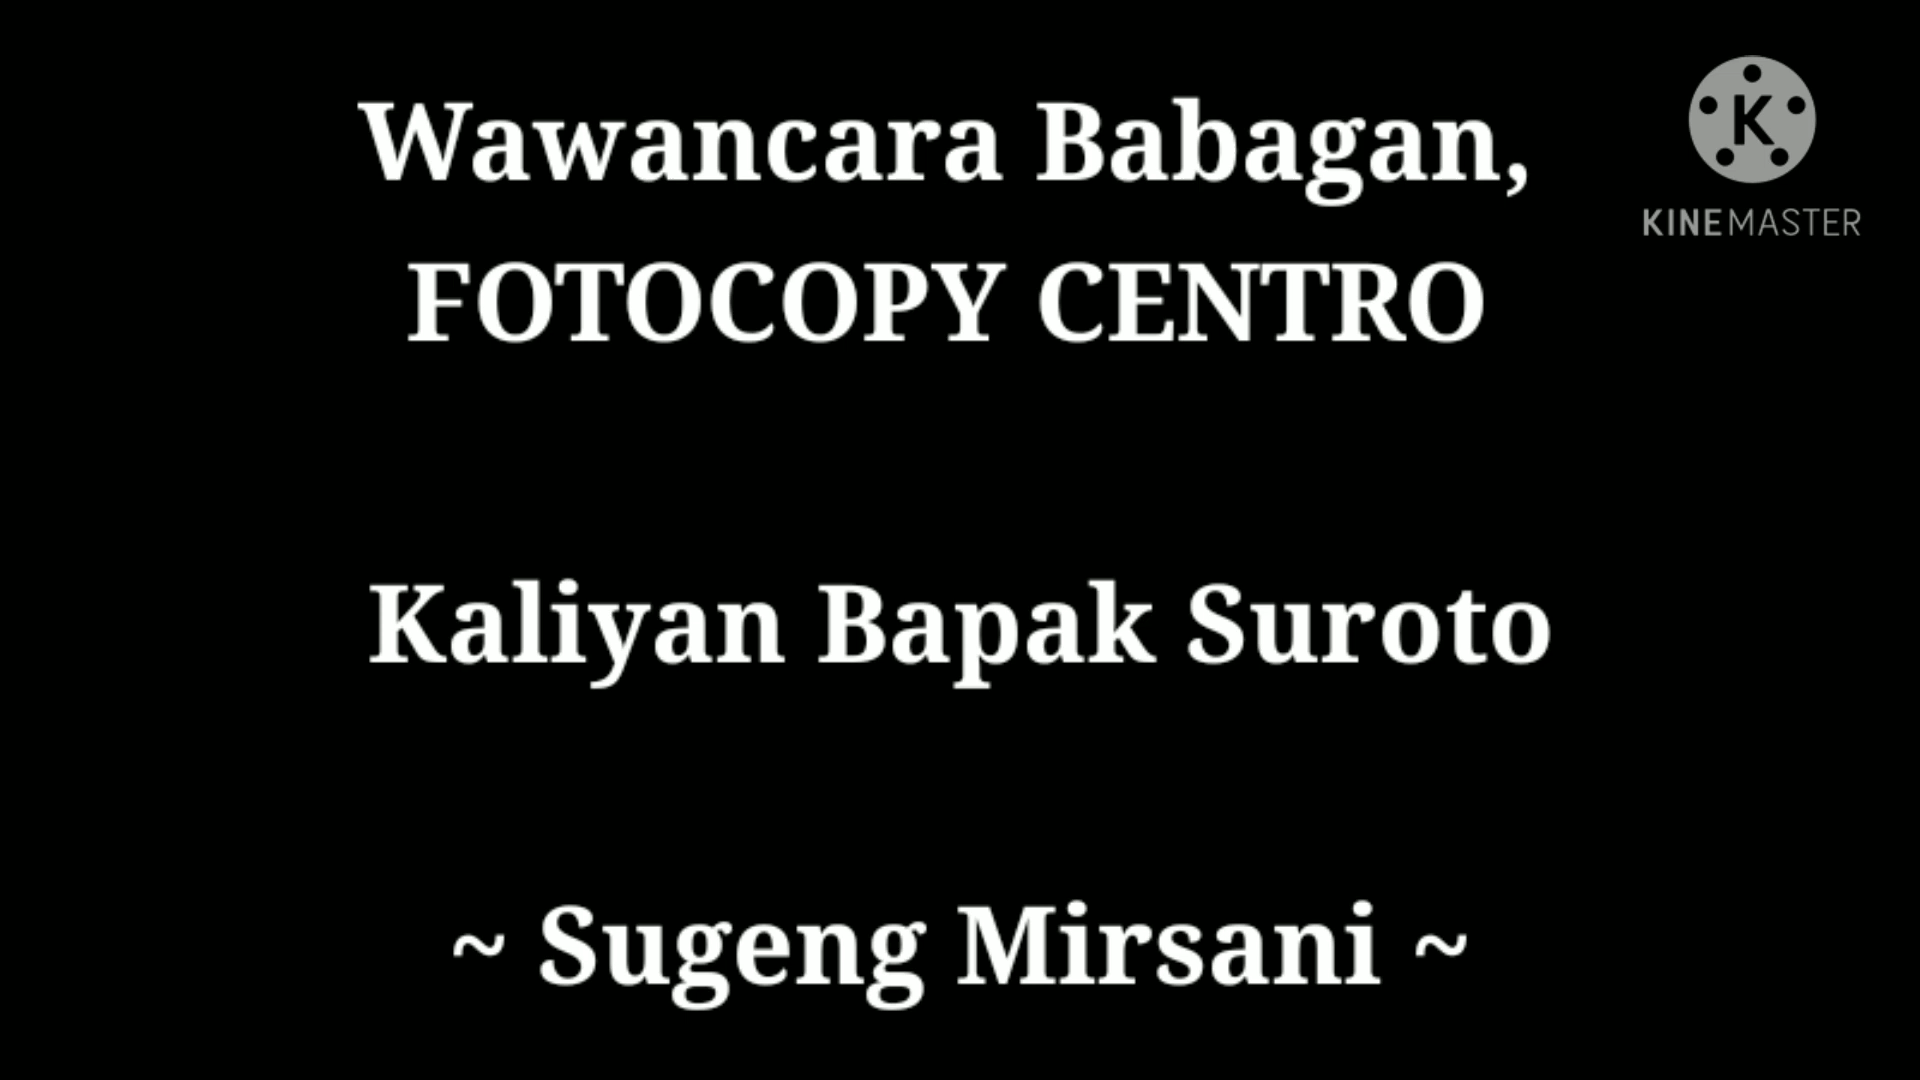 Wawancara Babagan,
FOTOCOPY CENTRO
Kaliyan Bapak Suroto
~ Sugeng Mirsani ~
K
KINEMASTER